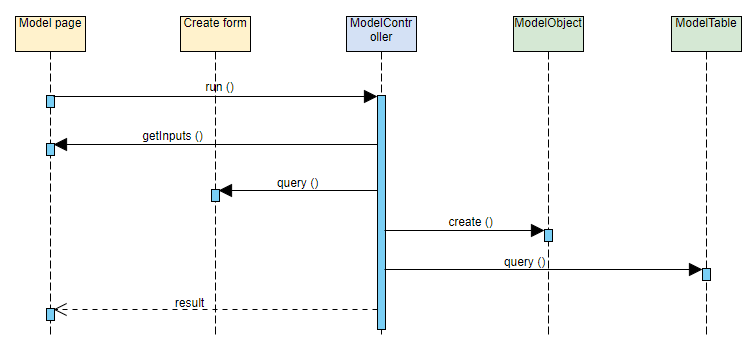 Model page
Create form
ModelContr
oller
ModelObject
ModelTable
run ()
getInputs ()
query ()
create ()
query ()
result